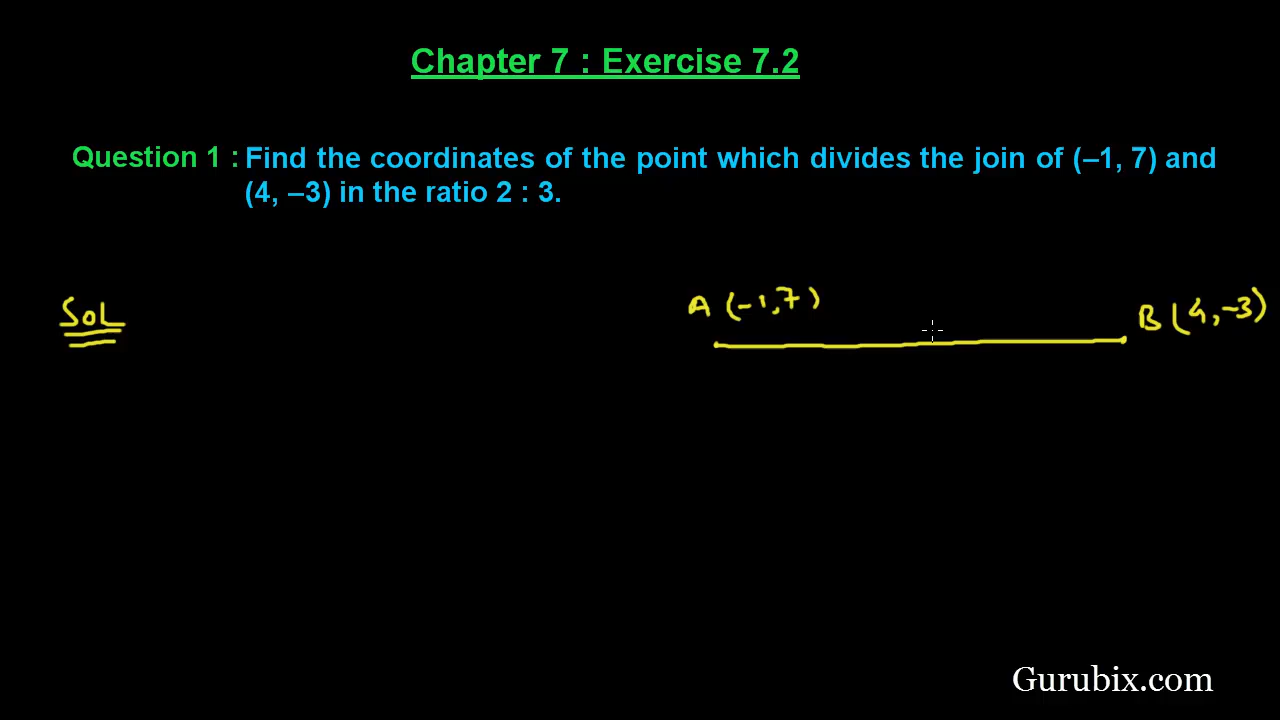 Chapter 7 : Exercise 7.2
Question 1 : Find the coordinates of the point which divides the join of (–1, 7) and
(4, –3) in the ratio 2 : 3.
SOL
A (-1,7)
B (4,-3)
Gurubix.com